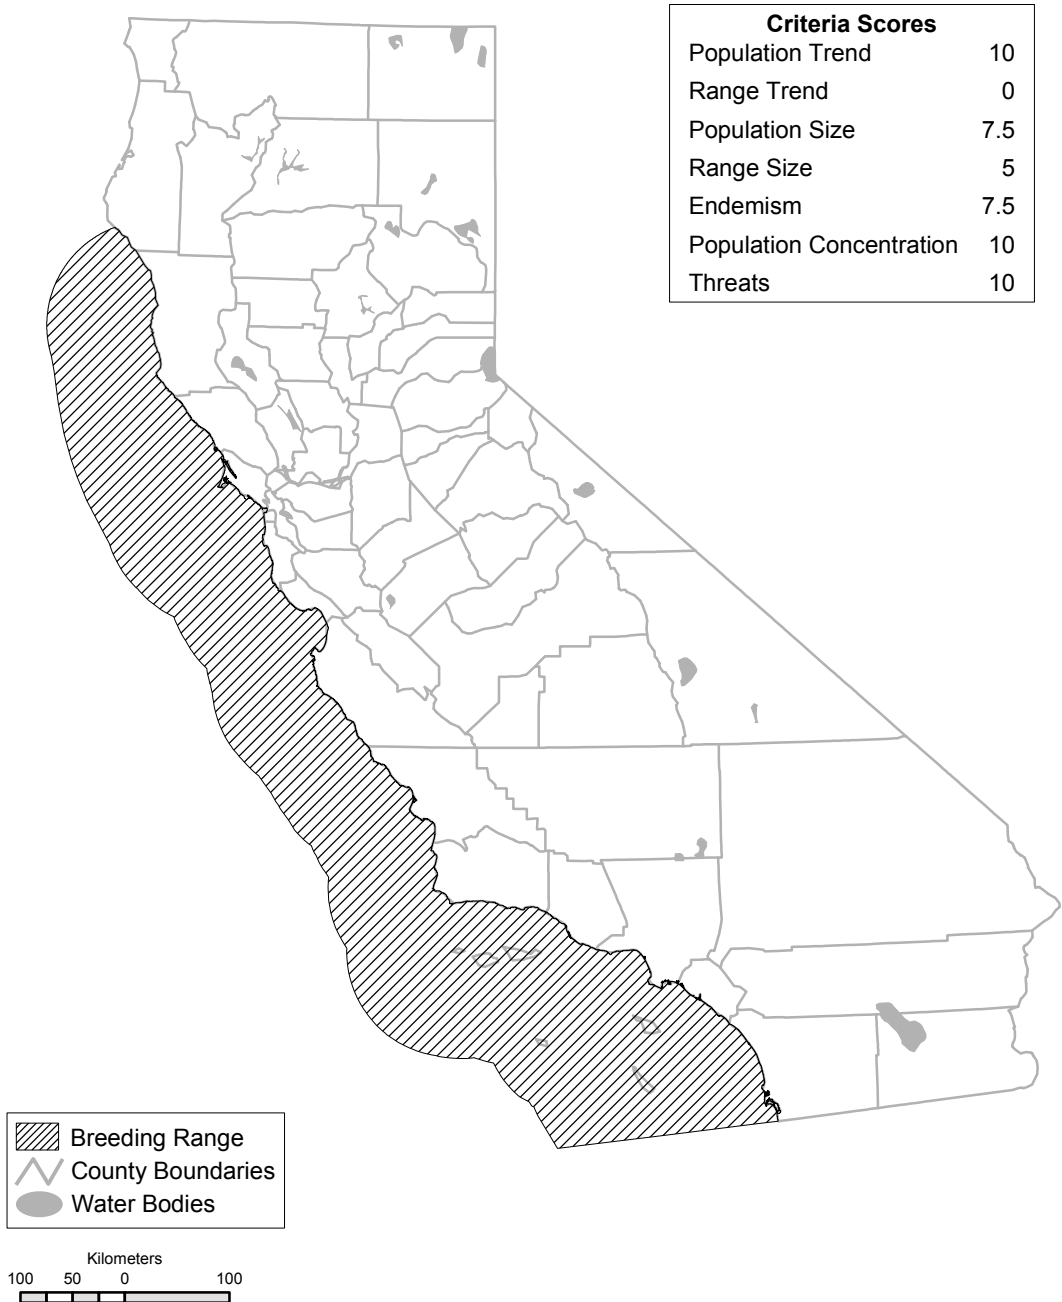 Criteria Scores
Population Trend 10
Range Trend 0
Population Size 7.5
Range Size 5
Endemism 7.5
Population Concentration 10
Threats 10
Breeding Range
County Boundaries
Water Bodies
Kilometers
100 50 0 100